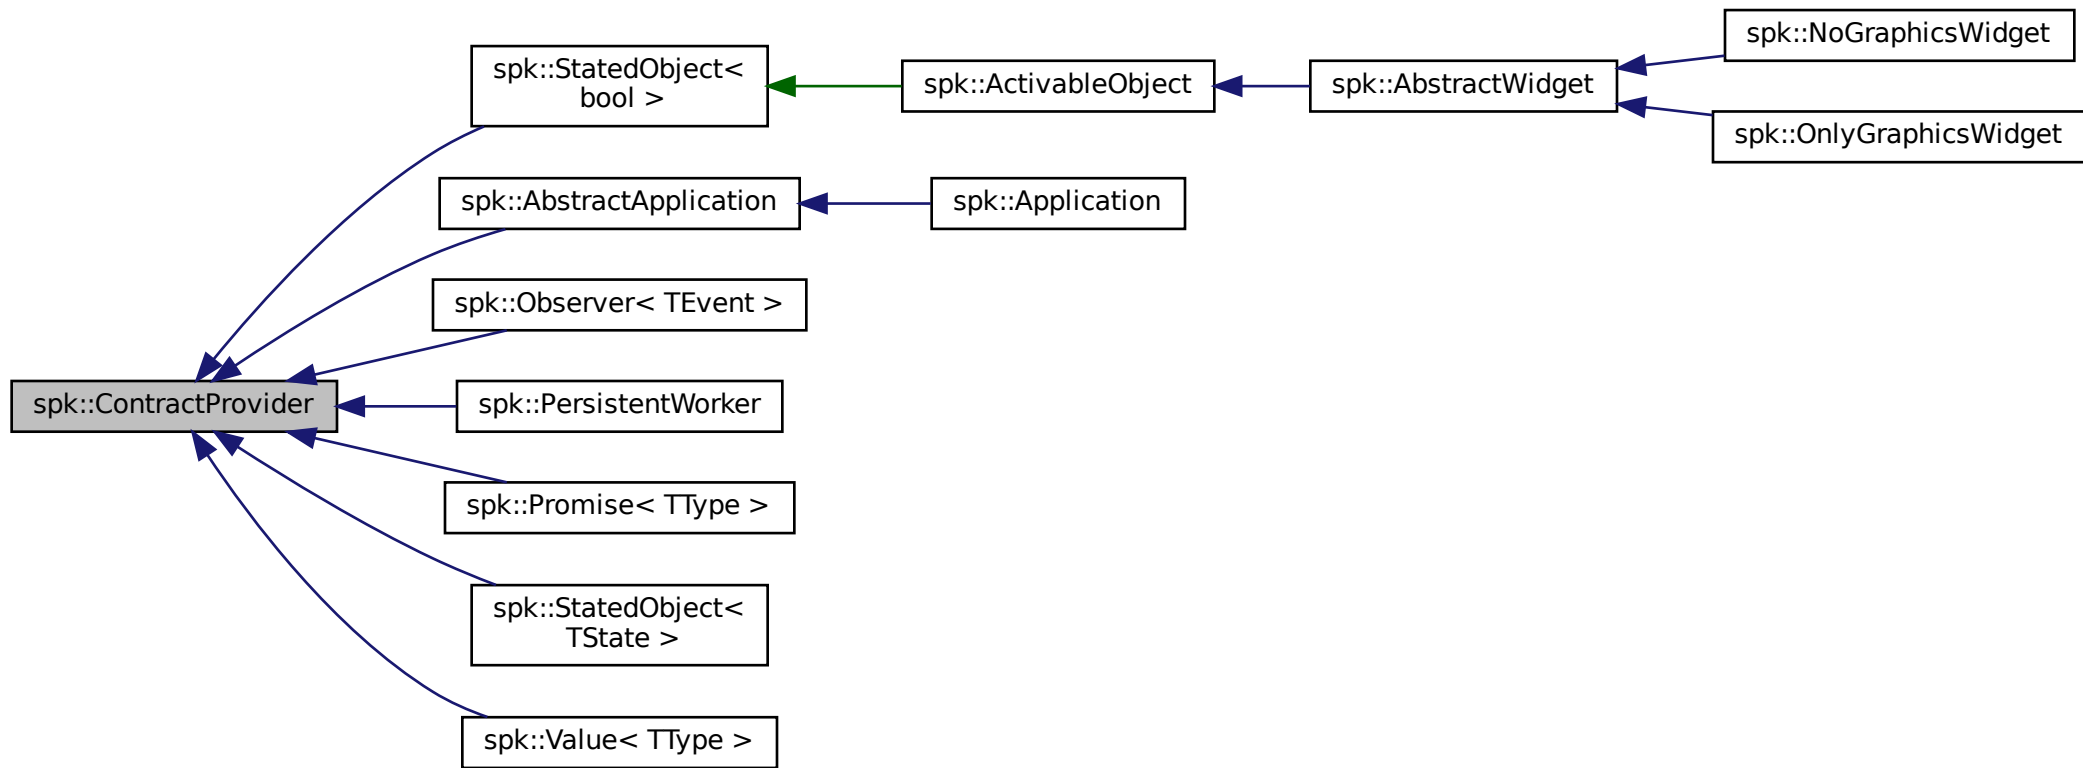 spk::NoGraphicsWidget
spk::StatedObject<
bool >
spk::ActivableObject
spk::AbstractWidget
spk::OnlyGraphicsWidget
spk::AbstractApplication
spk::Application
spk::Observer< TEvent >
spk::ContractProvider
spk::PersistentWorker
spk::Promise< TType >
spk::StatedObject<
TState >
spk::Value< TType >